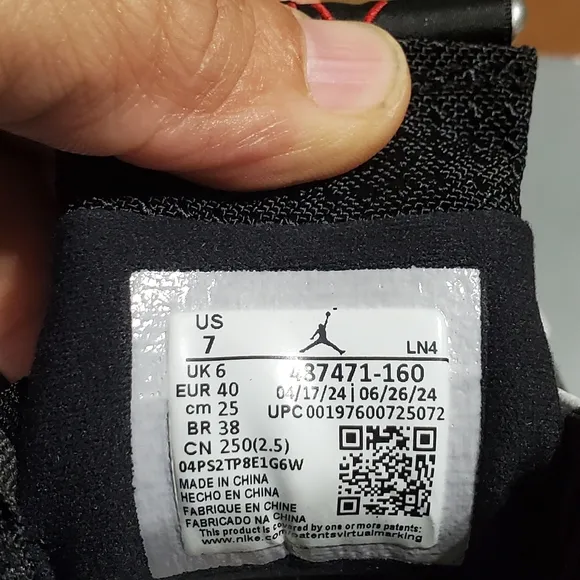 US
7
LN4
UK 6
487471-160
EUR 40
04/17/24 | 06/26/24
cm 25
UPC 00197600725072
BR 38
CN 250(2.5)
04PS2TP8E1G6W
MADE IN CHINA
HECHO EN CHINA
FABRIQUE EN CHINE
FABRICADO NA CHINA
This product is covered by one or more patents.
www.nike.com/patentsvirtualmarking